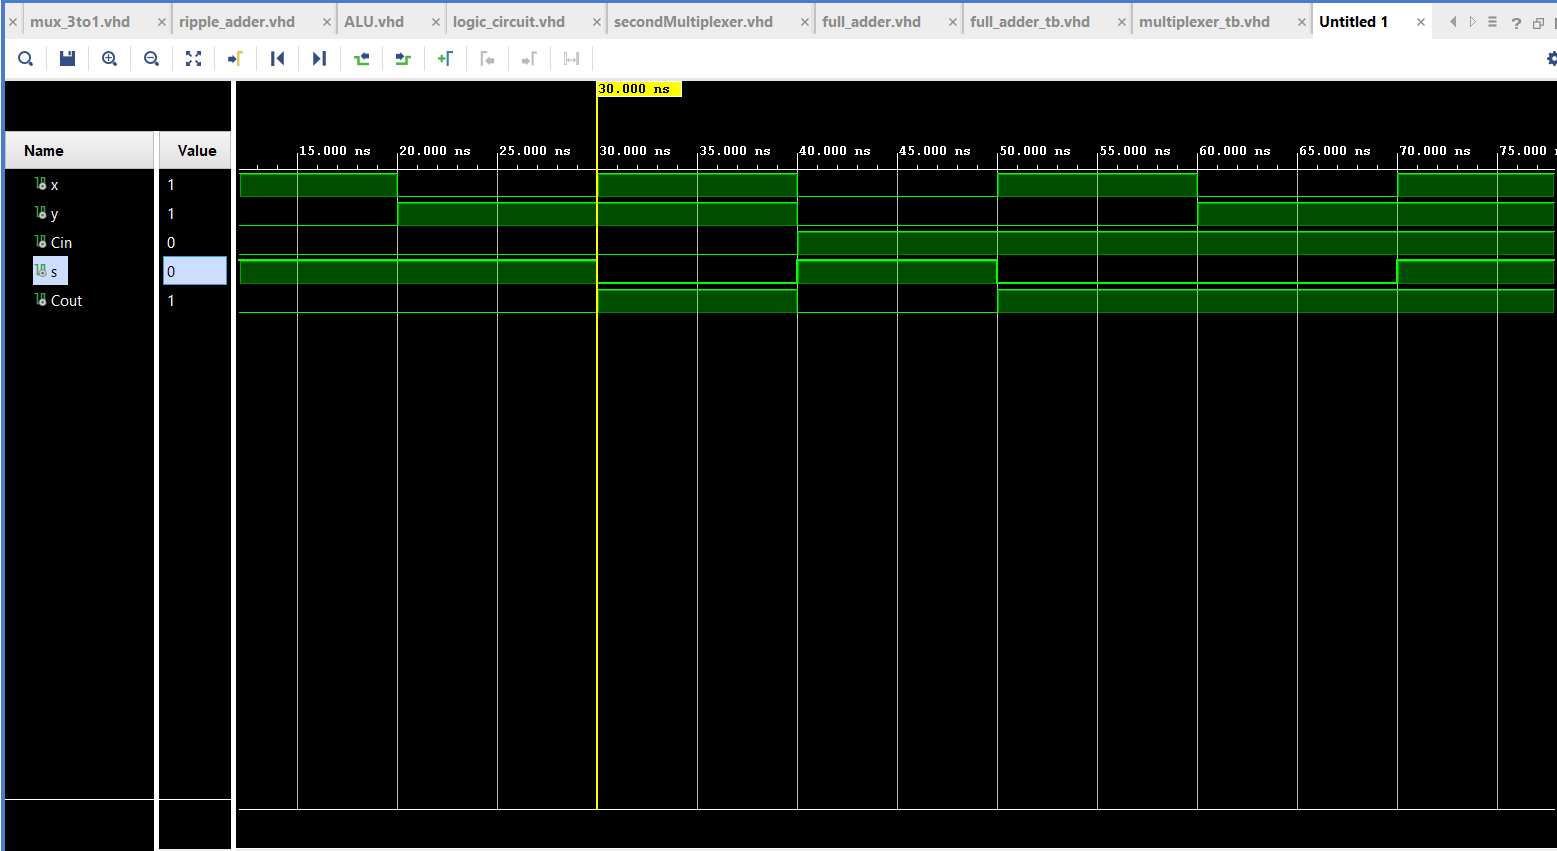 mux_3to1.vhd ripple_adder.vhd ALU.vhd logic_circuit.vhd secondMultiplexer.vhd full_adder.vhd full_adder_tb.vhd multiplexer_tb.vhd Untitled 1
30.000 ns
Name Value
15.000 ns 20.000 ns 25.000 ns 30.000 ns 35.000 ns 40.000 ns 45.000 ns 50.000 ns 55.000 ns 60.000 ns 65.000 ns 70.000 ns 75.000
x 1
y 1
Cin 0
s 0
Cout 1